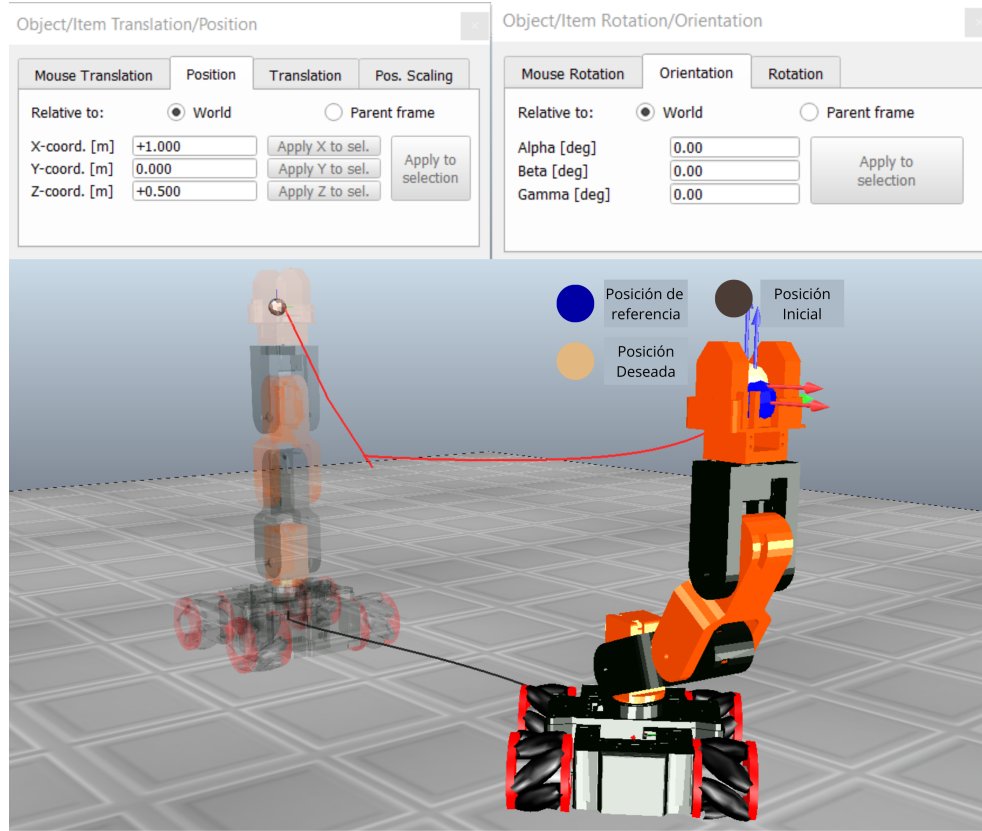 Object/Item Translation/Position
Mouse Translation Position Translation Pos. Scaling
Relative to: World Parent frame
X-coord. [m] +1.000 Apply X to sel.
Y-coord. [m] 0.000 Apply Y to sel.
Z-coord. [m] +0.500 Apply Z to sel.
Apply to
selection
Object/Item Rotation/Orientation
Mouse Rotation Orientation Rotation
Relative to: World Parent frame
Alpha [deg] 0.00
Beta [deg] 0.00
Gamma [deg] 0.00
Apply to
selection
Posición de
referencia
Posición
Inicial
Posición
Deseada